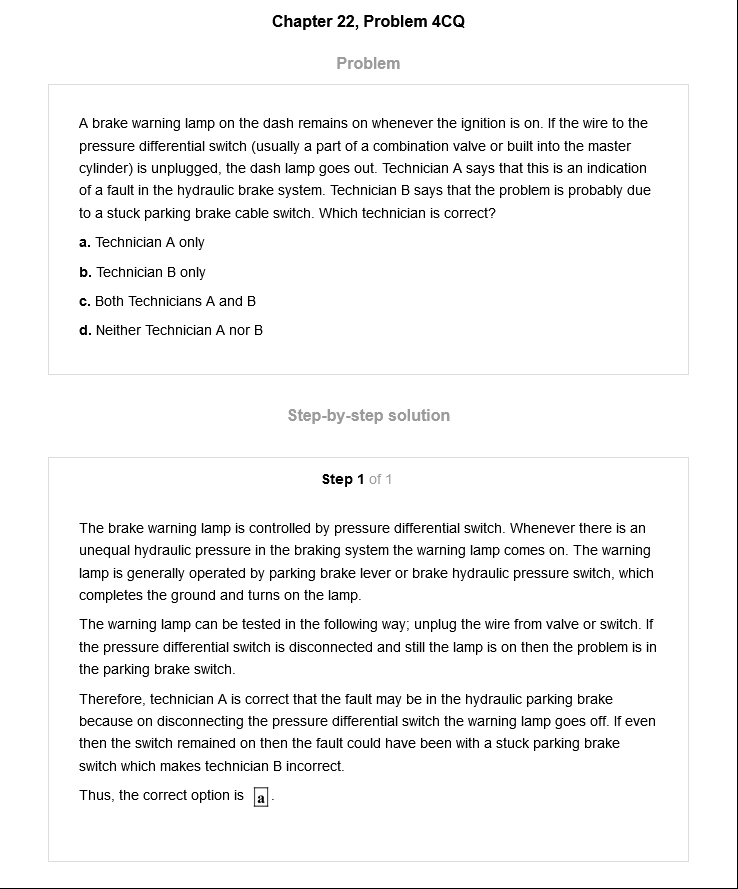 Chapter 22, Problem 4CQ
Problem
A brake warning lamp on the dash remains on whenever the ignition is on. If the wire to the
pressure differential switch (usually a part of a combination valve or built into the master
cylinder) is unplugged, the dash lamp goes out. Technician A says that this is an indication
of a fault in the hydraulic brake system. Technician B says that the problem is probably due
to a stuck parking brake cable switch. Which technician is correct?
a. Technician A only
b. Technician B only
c. Both Technicians A and B
d. Neither Technician A nor B
Step-by-step solution
Step 1 of 1
The brake warning lamp is controlled by pressure differential switch. Whenever there is an
unequal hydraulic pressure in the braking system the warning lamp comes on. The warning
lamp is generally operated by parking brake lever or brake hydraulic pressure switch, which
completes the ground and turns on the lamp.
The warning lamp can be tested in the following way; unplug the wire from valve or switch. If
the pressure differential switch is disconnected and still the lamp is on then the problem is in
the parking brake switch.
Therefore, technician A is correct that the fault may be in the hydraulic parking brake
because on disconnecting the pressure differential switch the warning lamp goes off. If even
then the switch remained on then the fault could have been with a stuck parking brake
switch which makes technician B incorrect.
Thus, the correct option is a.